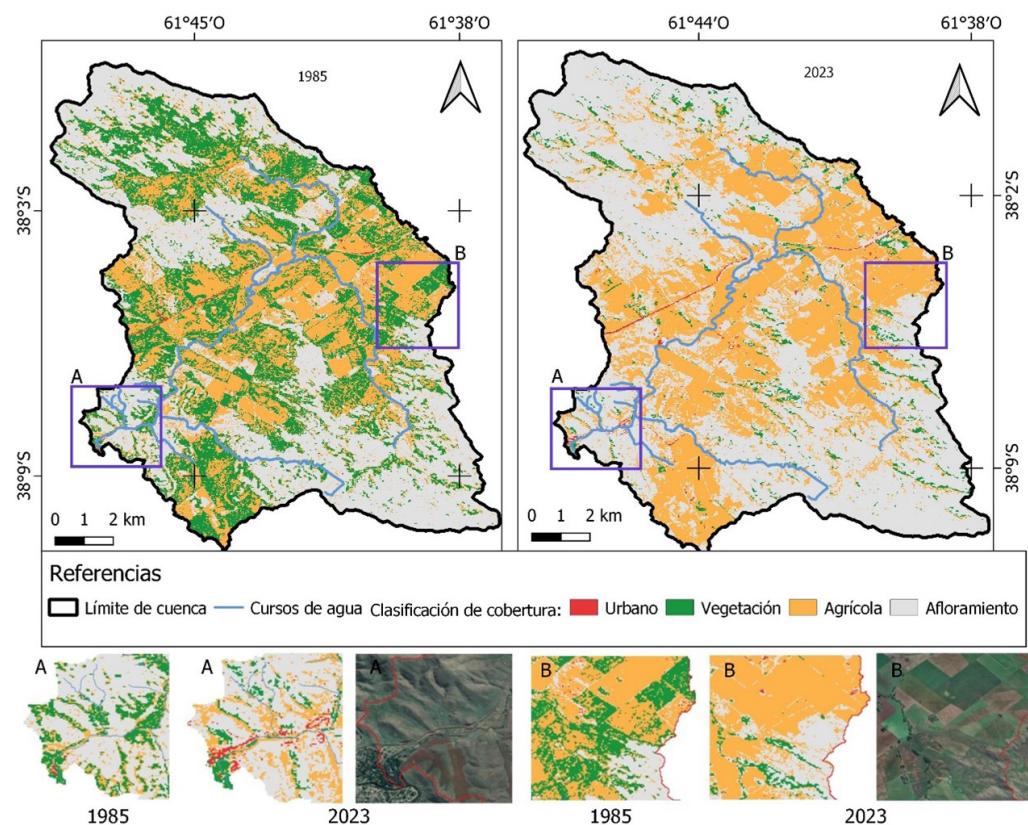 61°45'O 61°38'O 61°44'O 61°38'O
1985 2023
38°3'S 38°2'S
B B
A A
38°9'S 38°9'S
0 1 2 km 0 1 2 km
Referencias
Límite de cuenca Cursos de agua Clasificación de cobertura: Urbano Vegetación Agrícola Afloramiento
A A A B B B
1985 2023 1985 2023